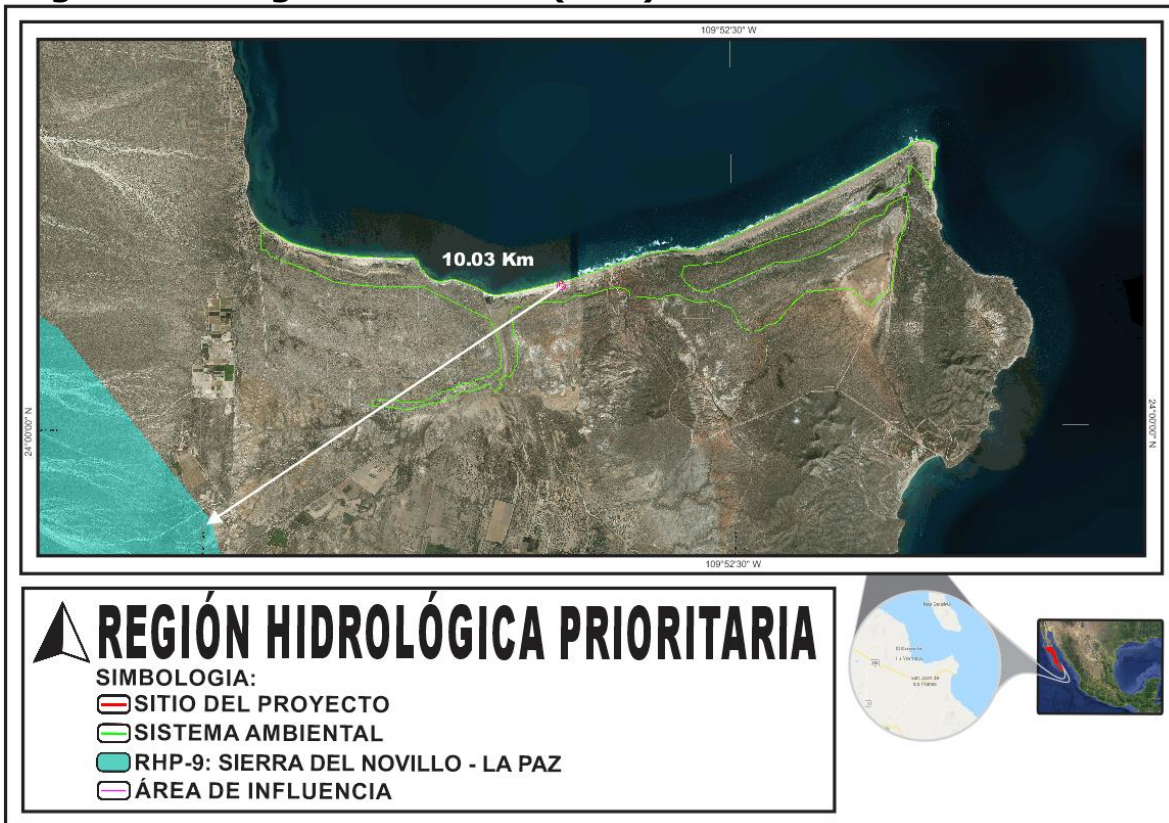 109°52'30" W
10.03 Km
24°00'00" N
24°00'00" N
109°52'30" W
REGIÓN HIDROLÓGICA PRIORITARIA
SIMBOLOGIA:
SITIO DEL PROYECTO
SISTEMA AMBIENTAL
RHP-9: SIERRA DEL NOVILLO - LA PAZ
ÁREA DE INFLUENCIA